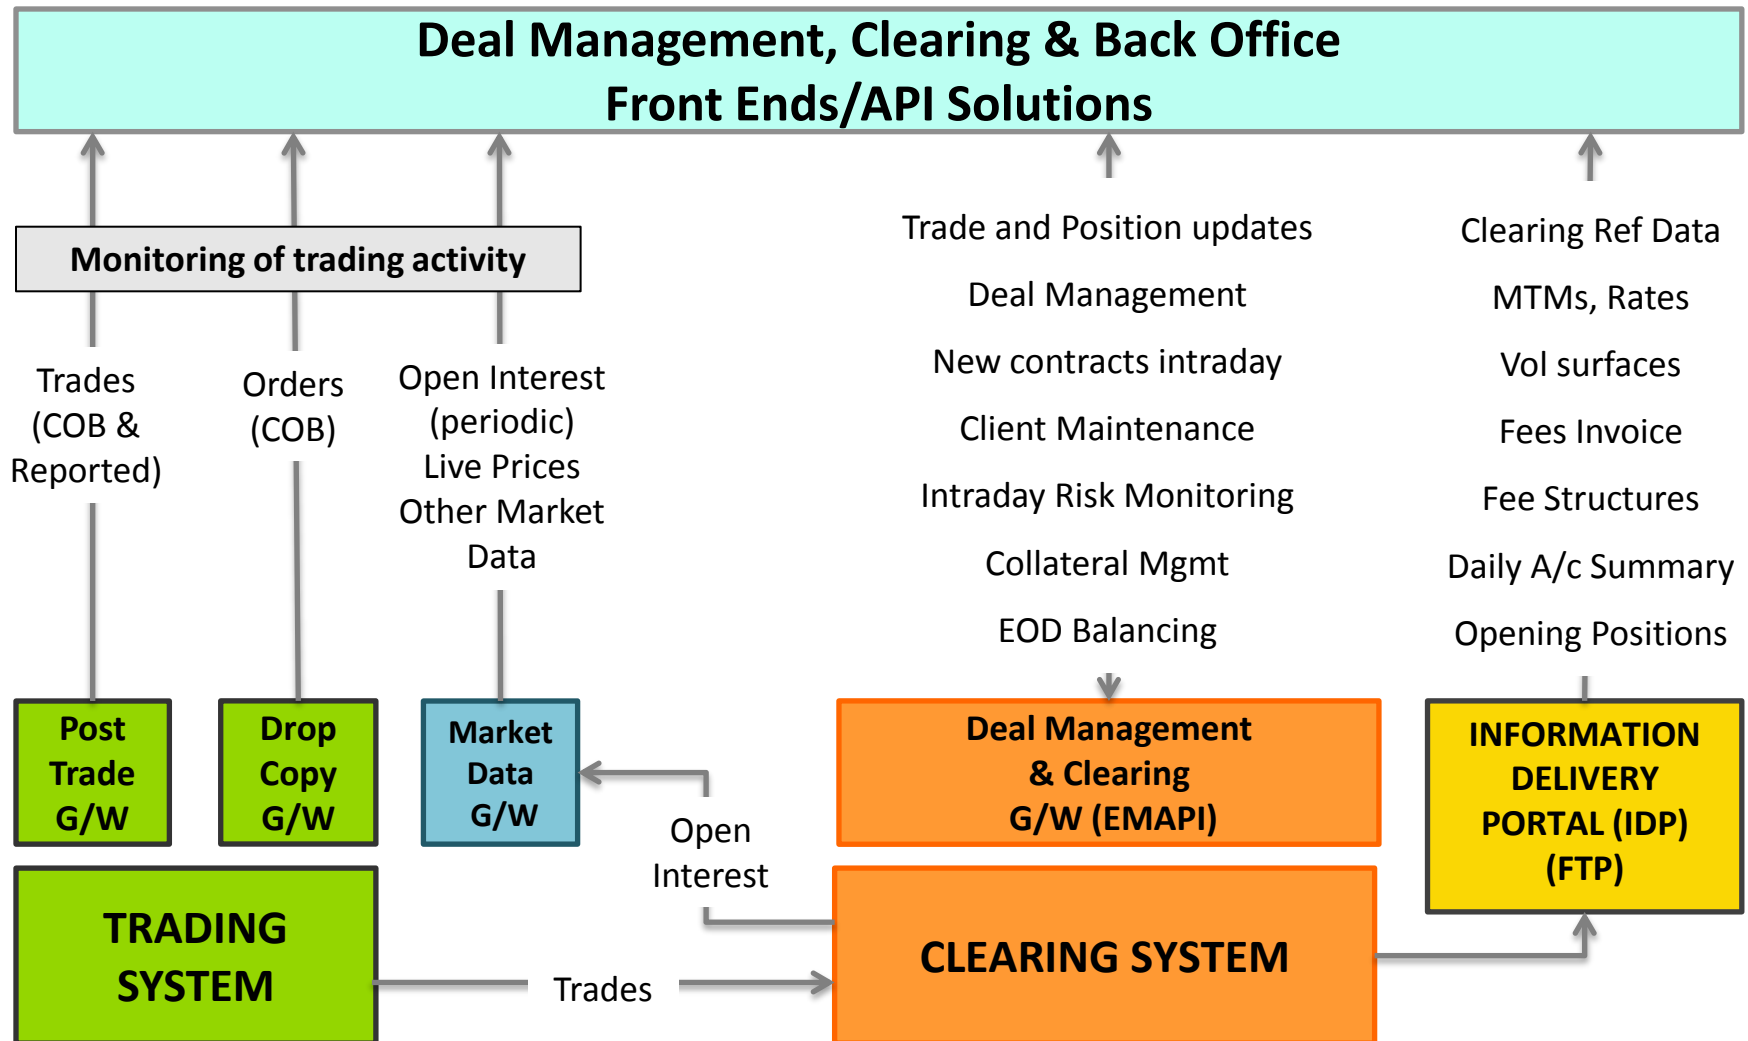 Deal Management, Clearing & Back Office
Front Ends/API Solutions
Monitoring of trading activity
Trades
(COB &
Reported)
Orders
(COB)
Open Interest
(periodic)
Live Prices
Other Market
Data
Trade and Position updates
Deal Management
New contracts intraday
Client Maintenance
Intraday Risk Monitoring
Collateral Mgmt
EOD Balancing
Clearing Ref Data
MTMs, Rates
Vol surfaces
Fees Invoice
Fee Structures
Daily A/c Summary
Opening Positions
Post
Trade
G/W
Drop
Copy
G/W
Market
Data
G/W
Open
Interest
Deal Management
& Clearing
G/W (EMAPI)
INFORMATION
DELIVERY
PORTAL (IDP)
(FTP)
TRADING
SYSTEM
Trades
CLEARING SYSTEM